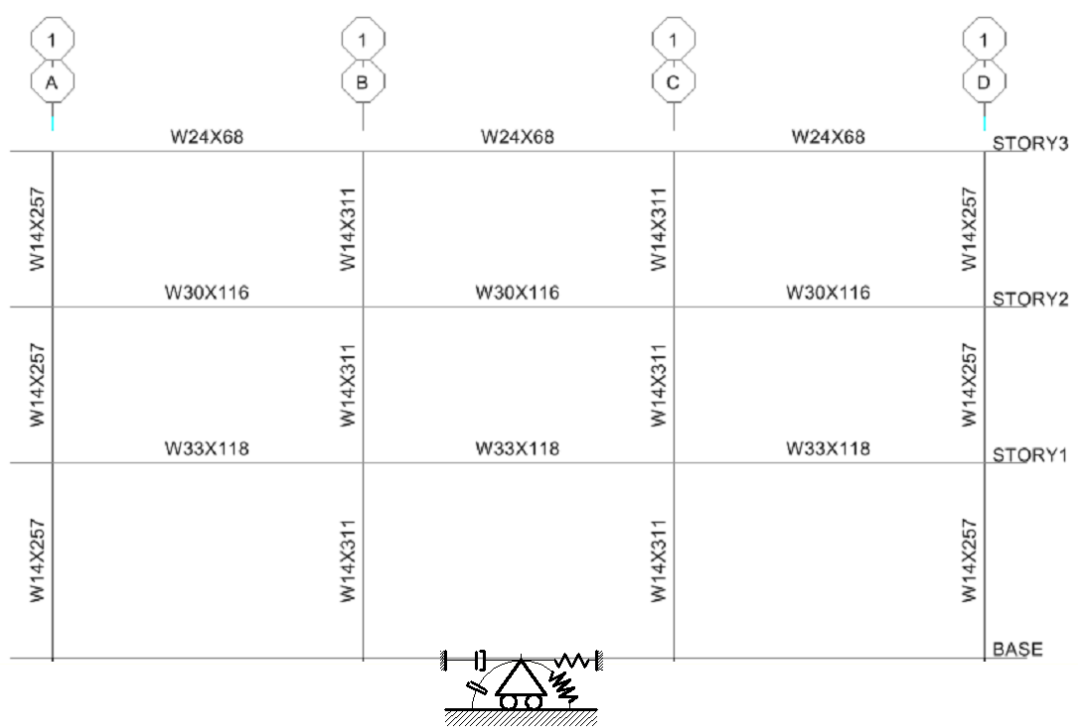 1 1 1 1
A B C D
W24X68 W24X68 W24X68 STORY3
W14X257 W14X311 W14X311 W14X257
W30X116 W30X116 W30X116 STORY2
W14X257 W14X311 W14X311 W14X257
W33X118 W33X118 W33X118 STORY1
W14X257 W14X311 W14X311 W14X257
BASE